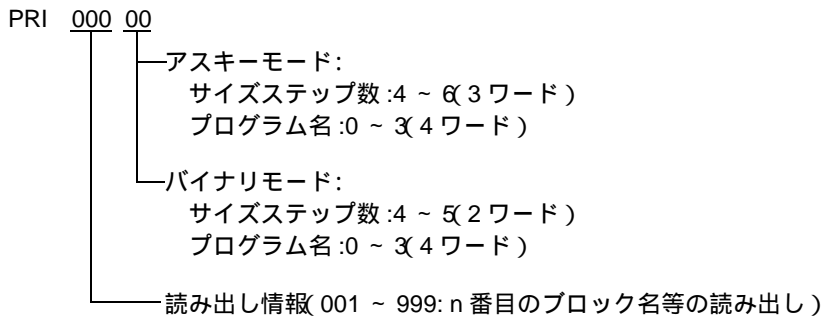 PRI 000 00
アスキーモード:
サイズステップ数:4 ~ 6(3ワード)
プログラム名:0 ~ 3(4ワード)
バイナリモード:
サイズステップ数:4 ~ 5(2ワード)
プログラム名:0 ~ 3(4ワード)
読み出し情報(001 ~ 999:n番目のブロック名等の読み出し)